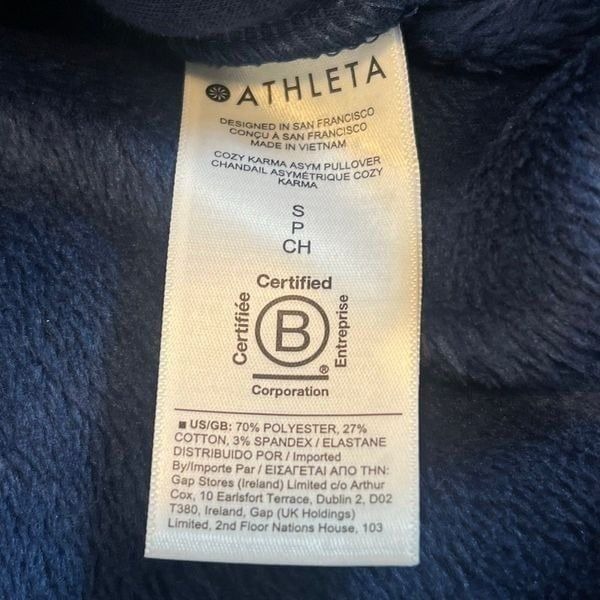 ATHLETA
DESIGNED IN SAN FRANCISCO
CONÇU À SAN FRANCISCO
MADE IN VIETNAM
COZY KARMA ASYM PULLOVER
CHANDAIL ASYMÉTRIQUE COZY
KARMA
S
P
CH
Certified
Certifiée
B
Entreprise
®
Corporation
■ US/GB: 70% POLYESTER, 27%
COTTON, 3% SPANDEX / ELASTANE
DISTRIBUIDO POR / Imported
By/Importe Par / ΕΙΣΑΓΕΤΑΙ ΑΠΟ ΤΗΝ:
Gap Stores (Ireland) Limited c/o Arthur
Cox, 10 Earlsfort Terrace, Dublin 2, D02
T380, Ireland, Gap (UK Holdings)
Limited, 2nd Floor Nations House, 103